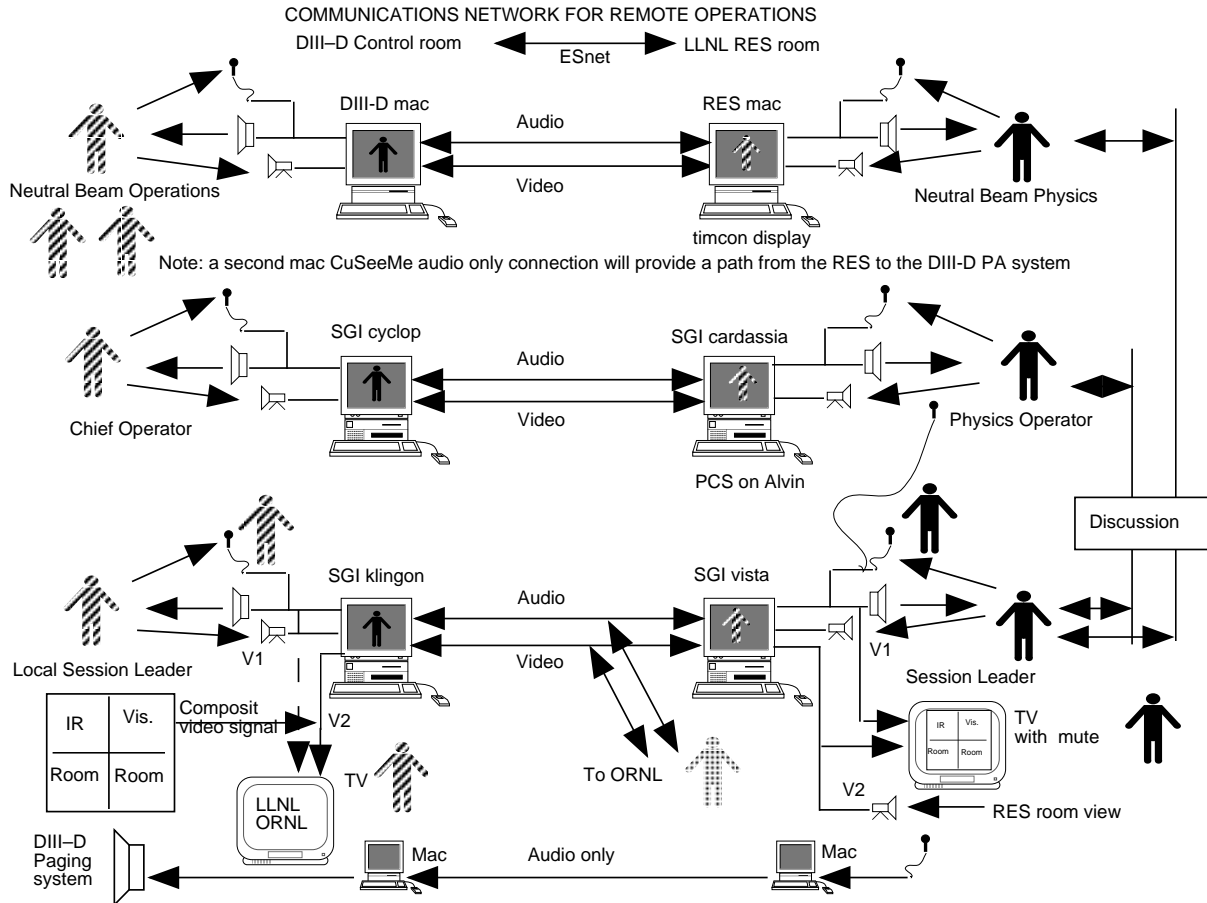 COMMUNICATIONS NETWORK FOR REMOTE OPERATIONS
DIII–D Control room
ESnet
LLNL RES room
DIII-D mac
RES mac
Audio
Video
Neutral Beam Operations
Neutral Beam Physics
timcon display
Note: a second mac CuSeeMe audio only connection will provide a path from the RES to the DIII-D PA system
SGI cyclop
SGI cardassia
Audio
Video
Chief Operator
Physics Operator
PCS on Alvin
Discussion
SGI klingon
SGI vista
Audio
Video
V1
V1
Local Session Leader
Session Leader
IR
Vis.
Room
Room
Composit
video signal
V2
TV
LLNL
ORNL
To ORNL
IR
Vis.
Room
Room
TV
with mute
V2
RES room view
DIII–D
Paging
system
Mac
Audio only
Mac